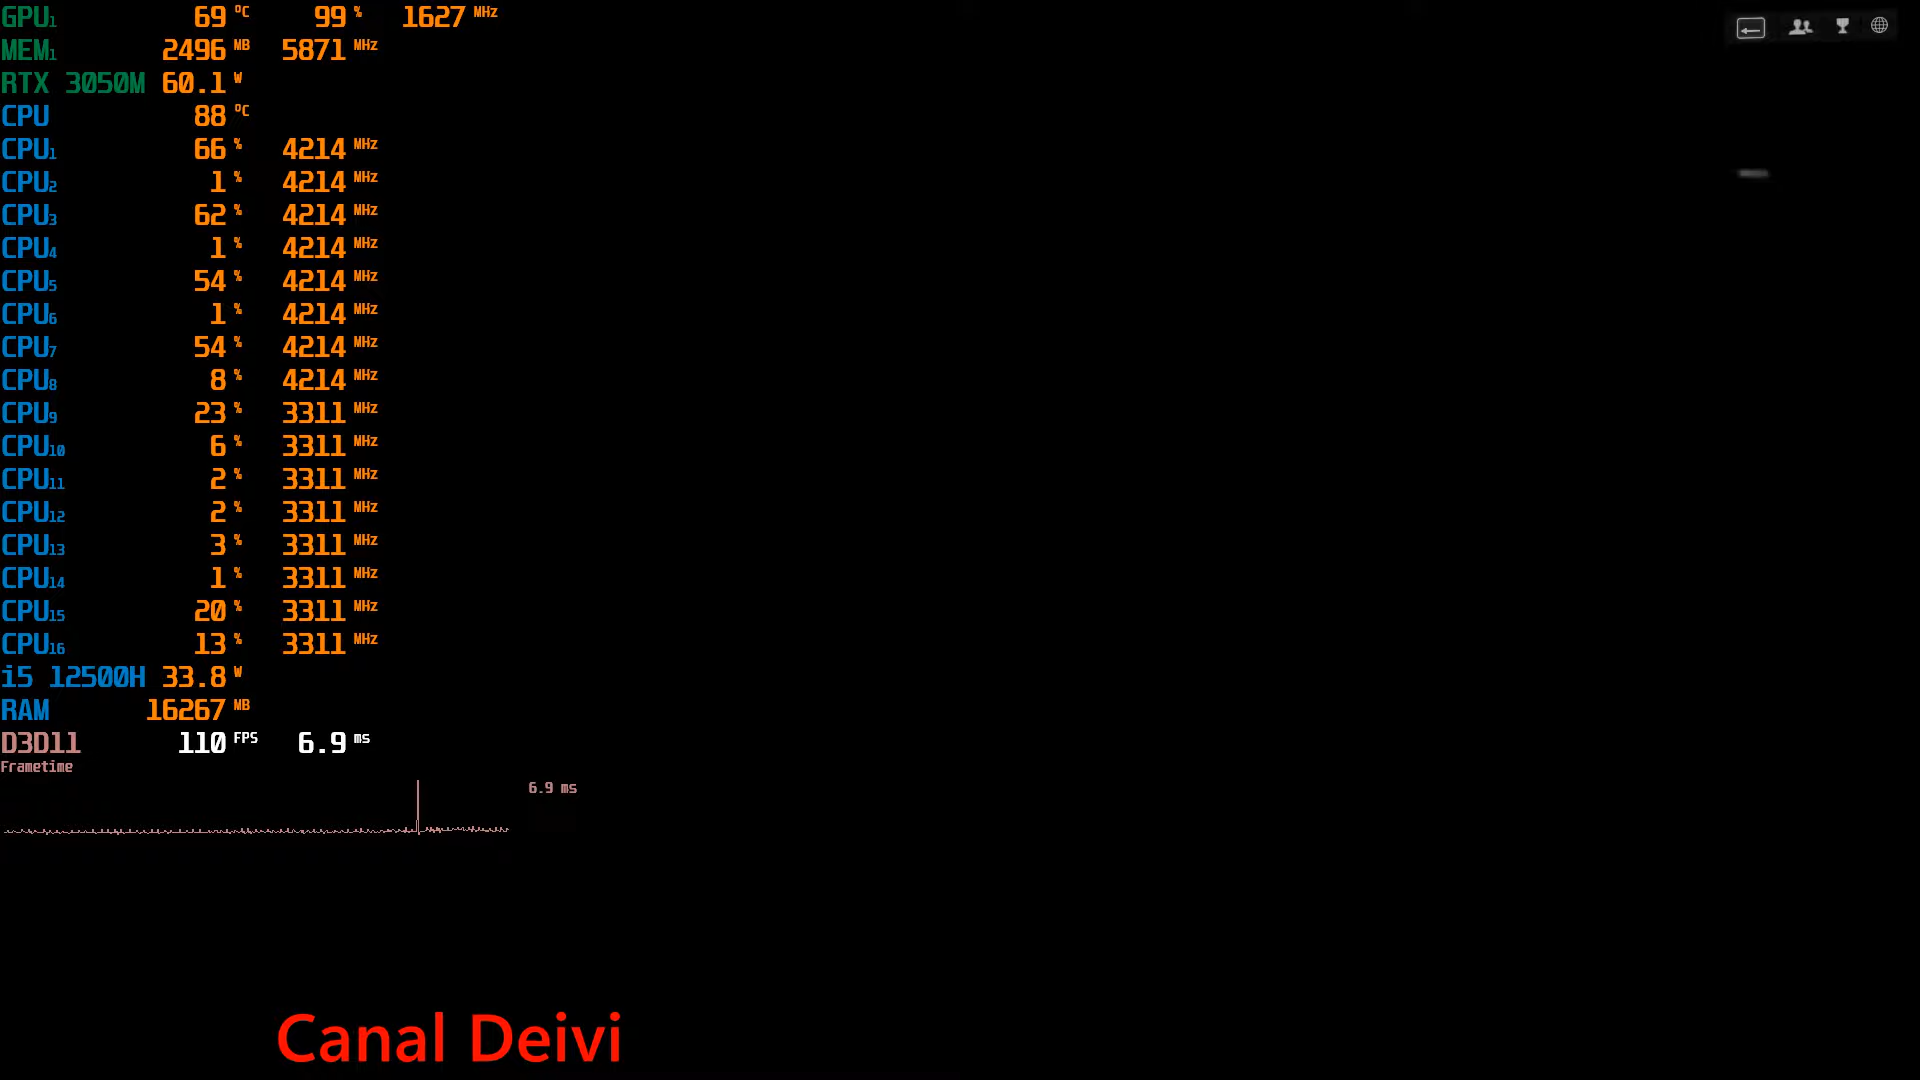 GPU1 69 °C 99 % 1627 MHz
MEM1 2496 MB 5871 MHz
RTX 3050M 60.1 W
CPU 88 °C
CPU1 66 % 4214 MHz
CPU2 1 % 4214 MHz
CPU3 62 % 4214 MHz
CPU4 1 % 4214 MHz
CPU5 54 % 4214 MHz
CPU6 1 % 4214 MHz
CPU7 54 % 4214 MHz
CPU8 8 % 4214 MHz
CPU9 23 % 3311 MHz
CPU10 6 % 3311 MHz
CPU11 2 % 3311 MHz
CPU12 2 % 3311 MHz
CPU13 3 % 3311 MHz
CPU14 1 % 3311 MHz
CPU15 20 % 3311 MHz
CPU16 13 % 3311 MHz
i5 12500H 33.8 W
RAM 16267 MB
D3D11 110 FPS 6.9 ms
Frametime
6.9 ms
Canal Deivi